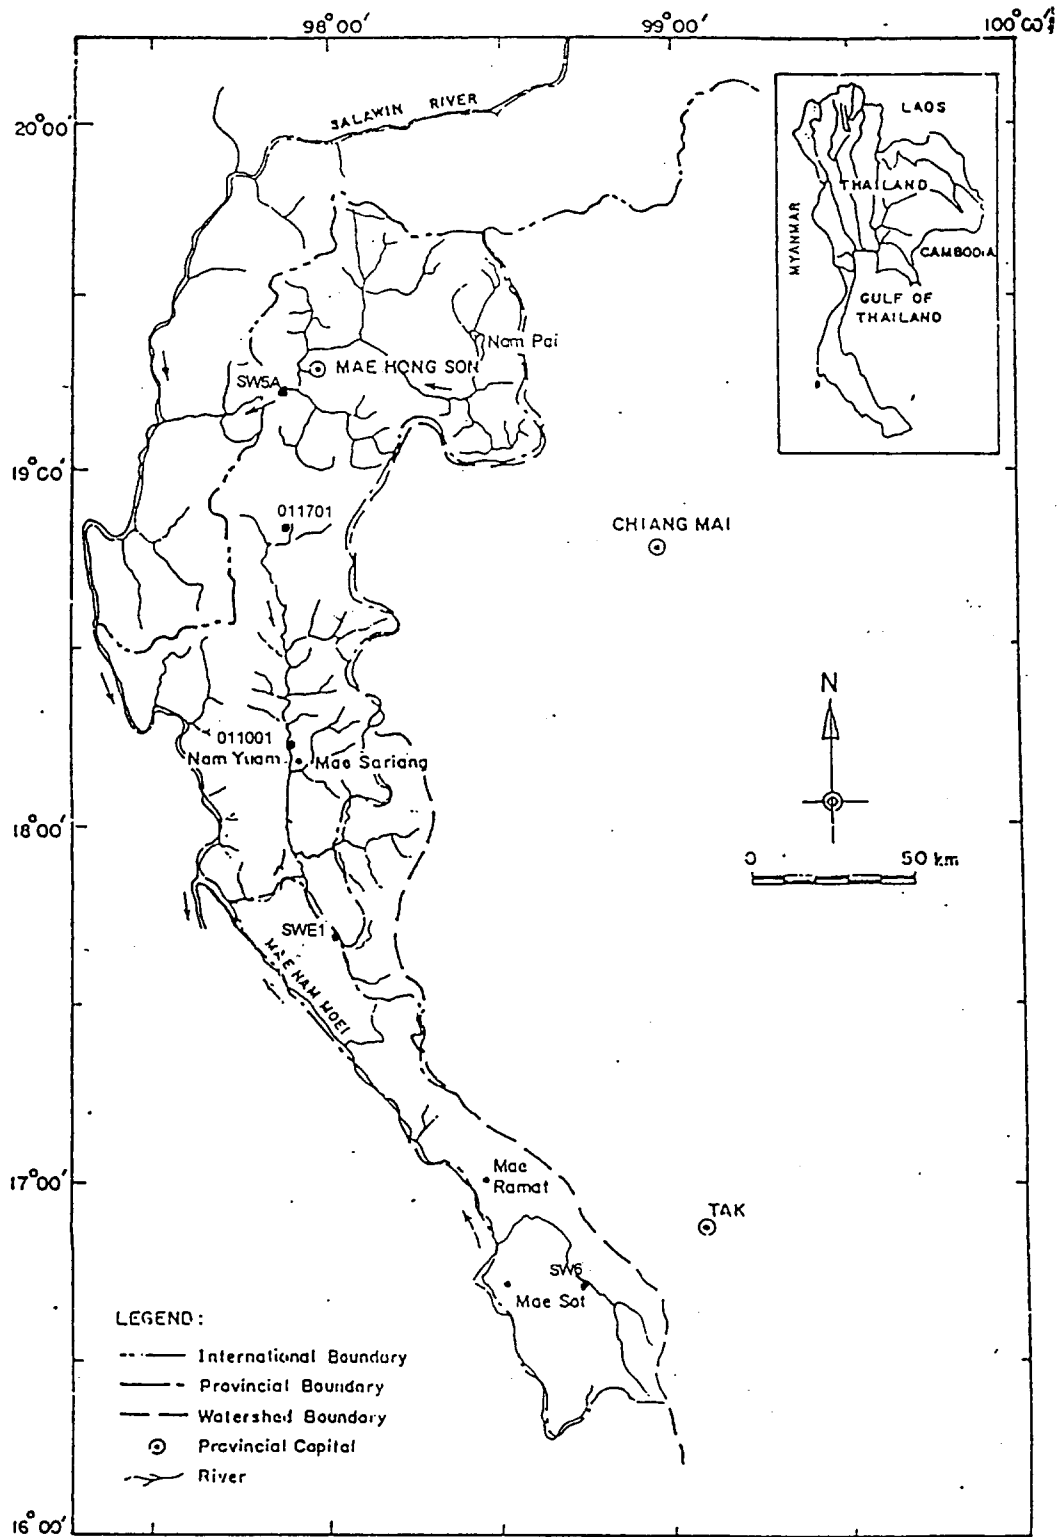 98°00'
99°00'
100°00'
20°00'
SALAWIN RIVER
LAOS
THAILAND
MYANMAR
CAMBODIA
GULF OF
THAILAND
Nam Pai
MAE HONG SON
SW5A
19°00'
011701
CHIANG MAI
N
011001
Nam Yuam
Mae Sariang
18°00'
0
50 km
SWE1
MAE NAM MOEI
17°00'
Mae
Ramat
TAK
SW6
Mae Sot
LEGEND:
International Boundary
Provincial Boundary
Watershed Boundary
Provincial Capital
River
16°00'